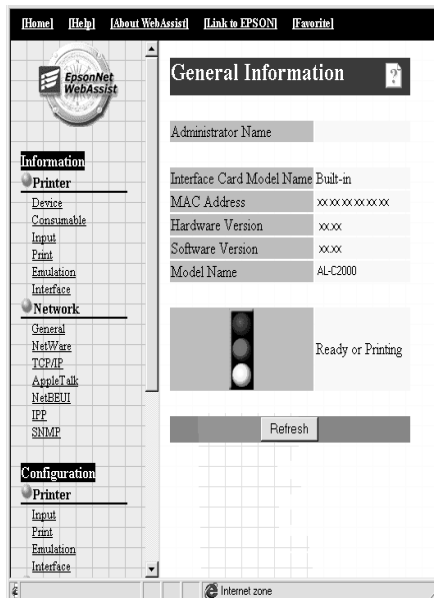 [Home] [Help] [About WebAssist] [Link to EPSON] [Favorite]
EpsonNet
WebAssist
Information
Printer
Device
Consumable
Input
Print
Emulation
Interface
Network
General
NetWare
TCP/IP
AppleTalk
NetBEUI
IPP
SNMP
Configuration
Printer
Input
Print
Emulation
Interface
General Information ?
Administrator Name
Interface Card Model Name Built-in
MAC Address xx xx xx xx xx xx
Hardware Version xx.xx
Software Version xx.xx
Model Name AL-C2000
Ready or Printing
Refresh
Internet zone